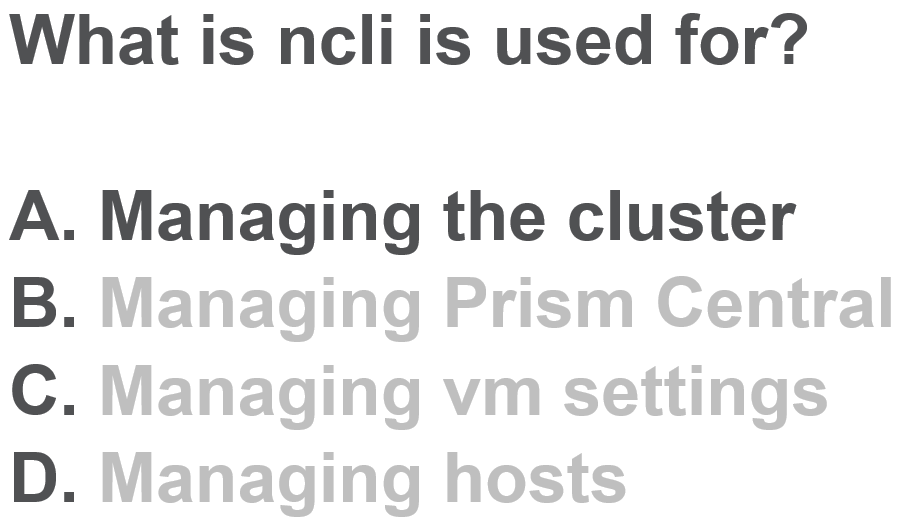 What is ncli is used for?
A. Managing the cluster
B. Managing Prism Central
C. Managing vm settings
D. Managing hosts